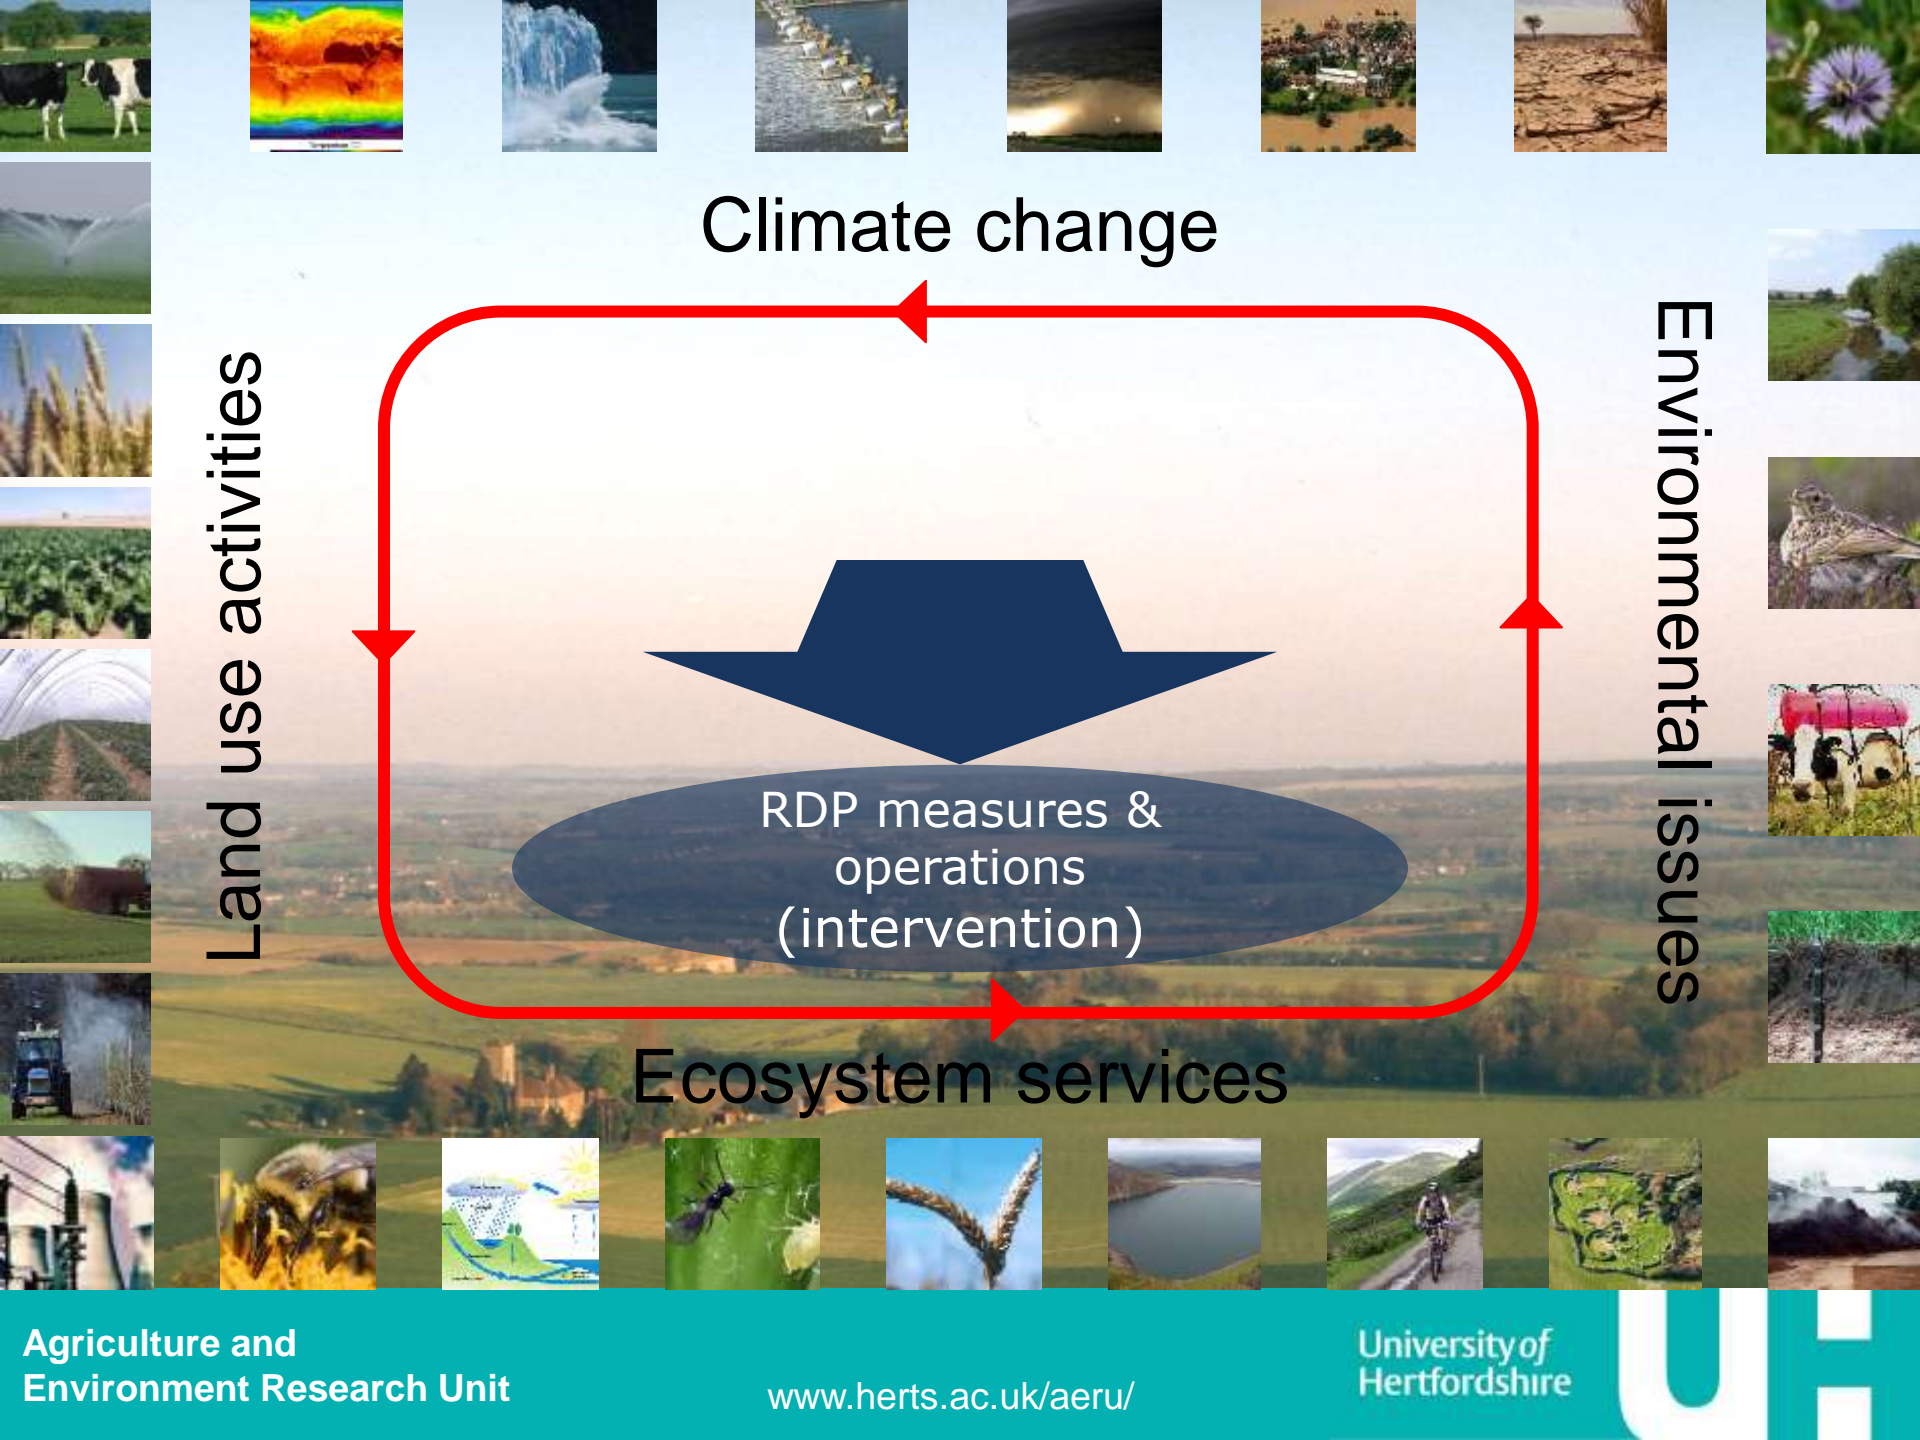 Climate change
Land use activities
Environmental issues
RDP measures &
operations
(intervention)
Ecosystem services
Agriculture and
Environment Research Unit
www.herts.ac.uk/aeru/
University of
Hertfordshire
UH